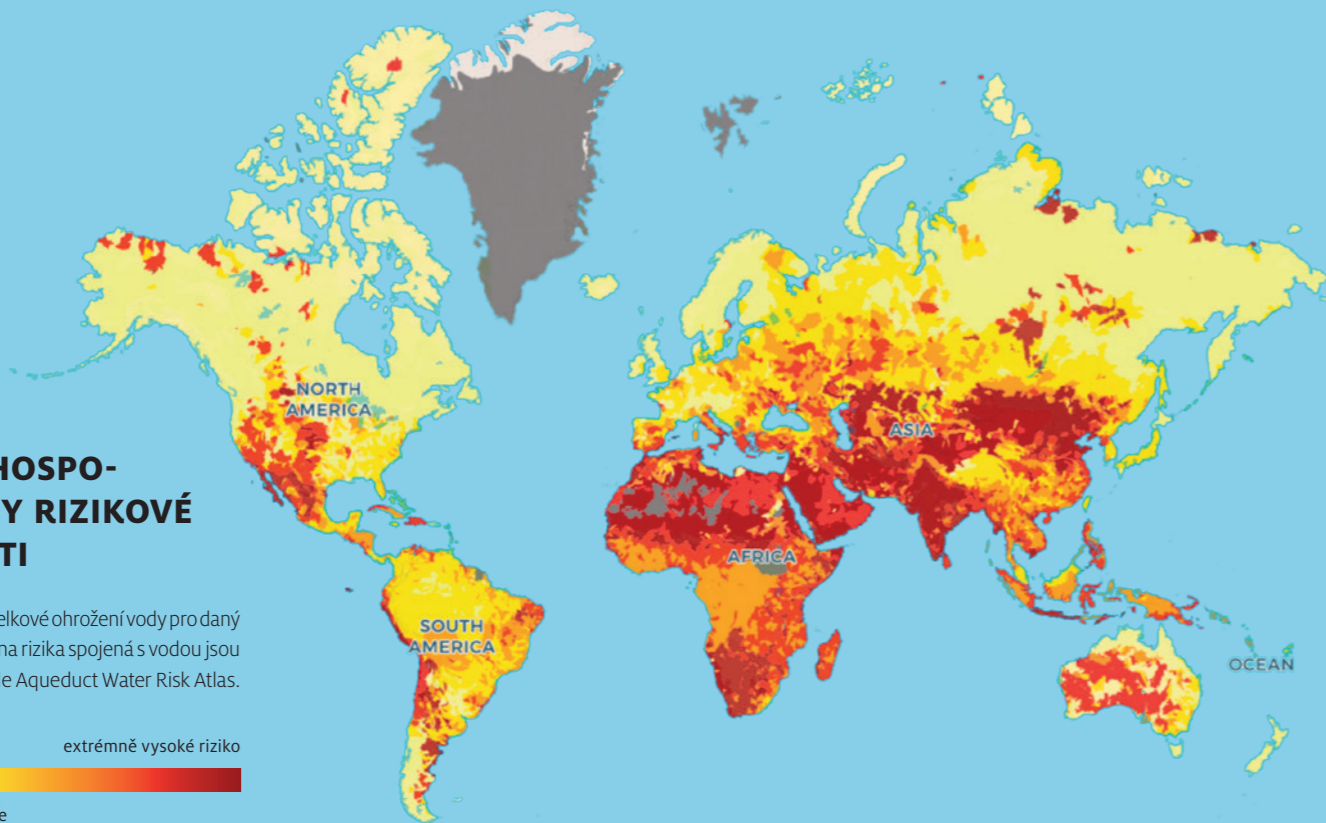 HOSPO-
Y RIZIKOVÉ
TI
elkové ohrožení vody pro daný
na rizika spojená s vodou jsou
e Aqueduct Water Risk Atlas.
extrémně vysoké riziko
e
NORTH
AMERICA
SOUTH
AMERICA
AFRICA
ASIA
OCEAN